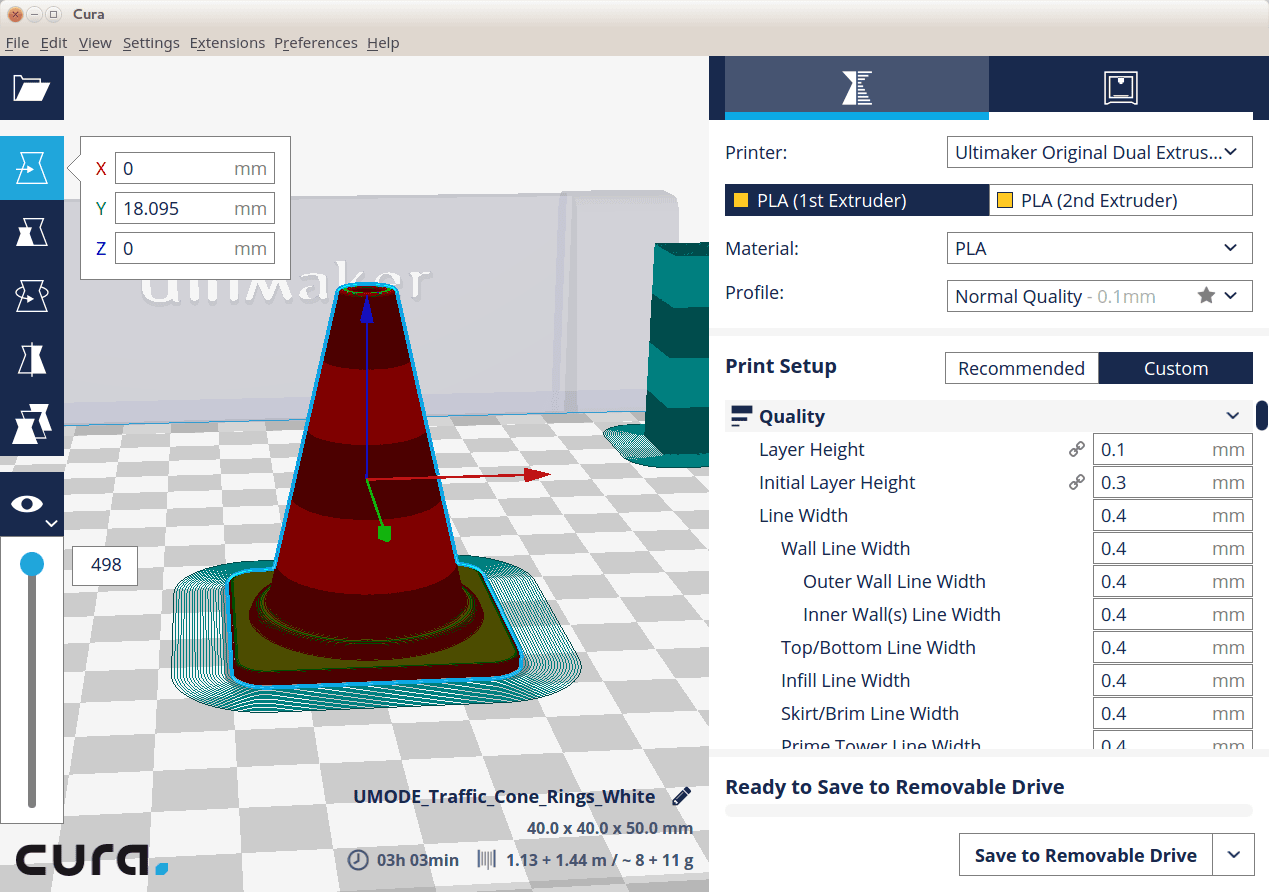 Cura
File Edit View Settings Extensions Preferences Help
X 0 mm
Y 18.095 mm
Z 0 mm
Ultimaker
498
UMODE_Traffic_Cone_Rings_White
40.0 x 40.0 x 50.0 mm
03h 03min 1.13 + 1.44 m / ~ 8 + 11 g
cura.
Printer: Ultimaker Original Dual Extrus...
PLA (1st Extruder) PLA (2nd Extruder)
Material: PLA
Profile: Normal Quality - 0.1mm
Print Setup Recommended Custom
Quality
Layer Height 0.1 mm
Initial Layer Height 0.3 mm
Line Width 0.4 mm
Wall Line Width 0.4 mm
Outer Wall Line Width 0.4 mm
Inner Wall(s) Line Width 0.4 mm
Top/Bottom Line Width 0.4 mm
Infill Line Width 0.4 mm
Skirt/Brim Line Width 0.4 mm
Prime Tower Line Width 0.4 mm
Ready to Save to Removable Drive
Save to Removable Drive